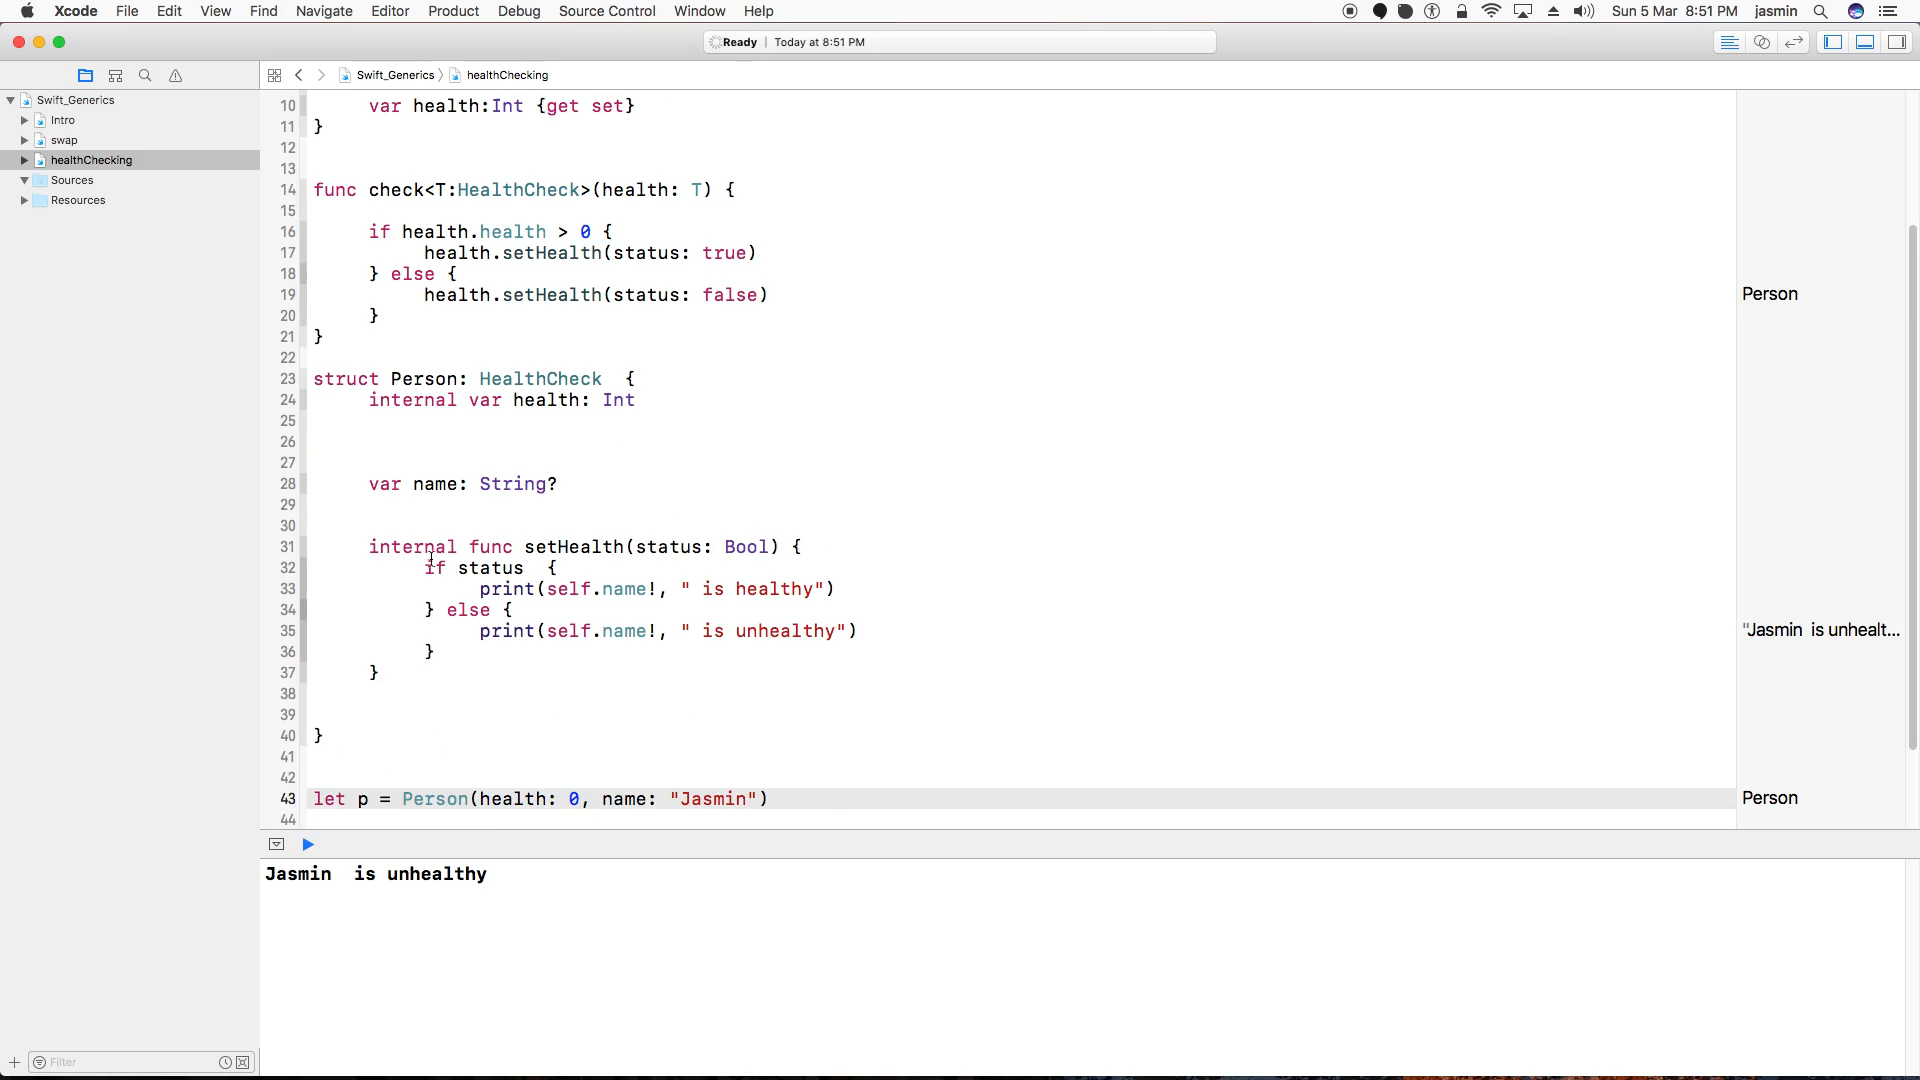 Xcode File Edit View Find Navigate Editor Product Debug Source Control Window Help Sun 5 Mar 8:51 PM jasmin
Ready | Today at 8:51 PM
Swift_Generics 〉 healthChecking
Swift_Generics
Intro
swap
healthChecking
Sources
Resources
10 var health:Int {get set}
11 }
12
13
14 func check<T:HealthCheck>(health: T) {
15
16 if health.health > 0 {
17 health.setHealth(status: true)
18 } else {
19 health.setHealth(status: false) Person
20 }
21 }
22
23 struct Person: HealthCheck {
24 internal var health: Int
25
26
27
28 var name: String?
29
30
31 internal func setHealth(status: Bool) {
32 if status {
33 print(self.name!, " is healthy")
34 } else {
35 print(self.name!, " is unhealthy") "Jasmin is unhealt...
36 }
37 }
38
39
40 }
41
42
43 let p = Person(health: 0, name: "Jasmin") Person
44
Jasmin  is unhealthy
Filter